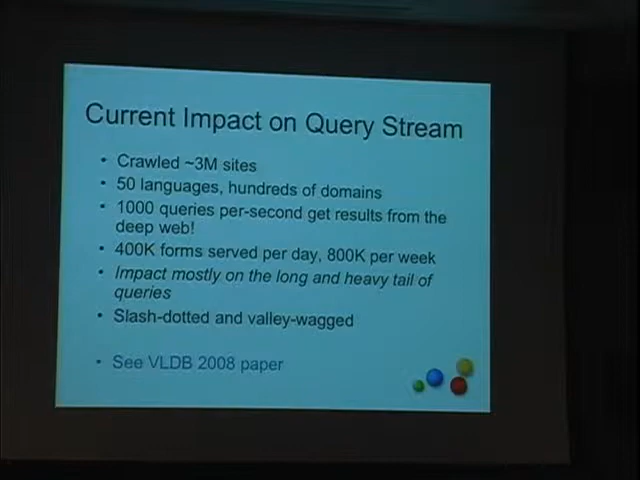 Current Impact on Query Stream
• Crawled ~3M sites
• 50 languages, hundreds of domains
• 1000 queries per-second get results from the
deep web!
• 400K forms served per day, 800K per week
• Impact mostly on the long and heavy tail of
queries
• Slash-dotted and valley-wagged
• See VLDB 2008 paper